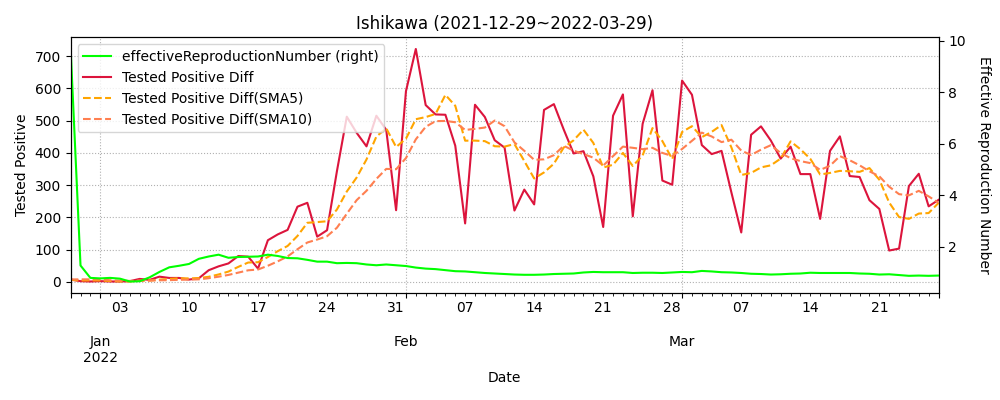 Ishikawa (2021-12-29~2022-03-29)
effectiveReproductionNumber (right)
Tested Positive Diff
Tested Positive Diff(SMA5)
Tested Positive Diff(SMA10)
Tested Positive
700
600
500
400
300
200
100
0
10
8
6
4
2
Effective Reproduction Number
03 10 17 24 31 07 14 21 28 07 14 21
Jan Feb Mar
2022
Date